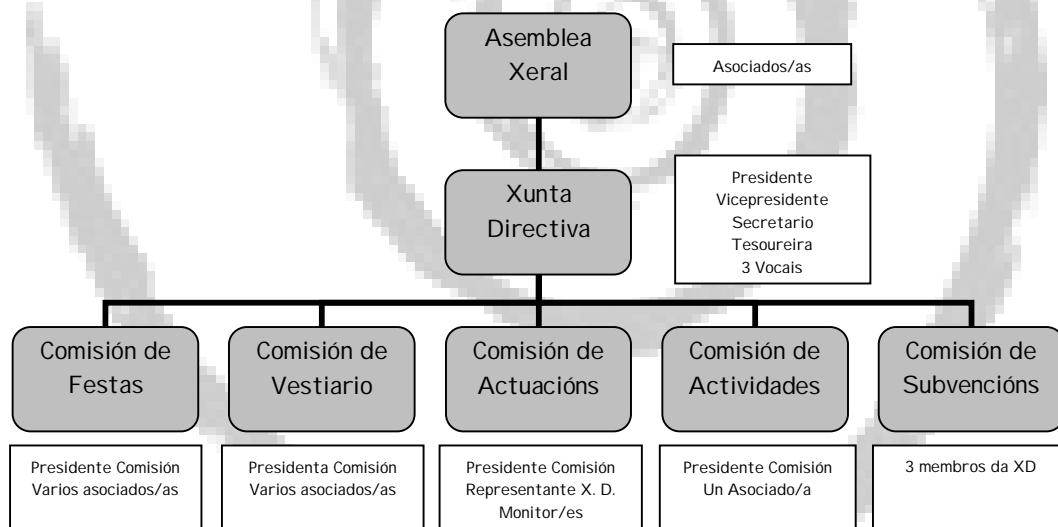 Asemblea
Xeral
Asociados/as
Xunta
Directiva
Presidente
Vicepresidente
Secretario
Tesoureira
3 Vocais
Comisión de
Festas
Comisión de
Vestiario
Comisión de
Actuacións
Comisión de
Actividades
Comisión de
Subvencións
Presidente Comisión
Varios asociados/as
Presidenta Comisión
Varios asociados/as
Presidente Comisión
Representante X. D.
Monitor/es
Presidente Comisión
Un Asociado/a
3 membros da XD